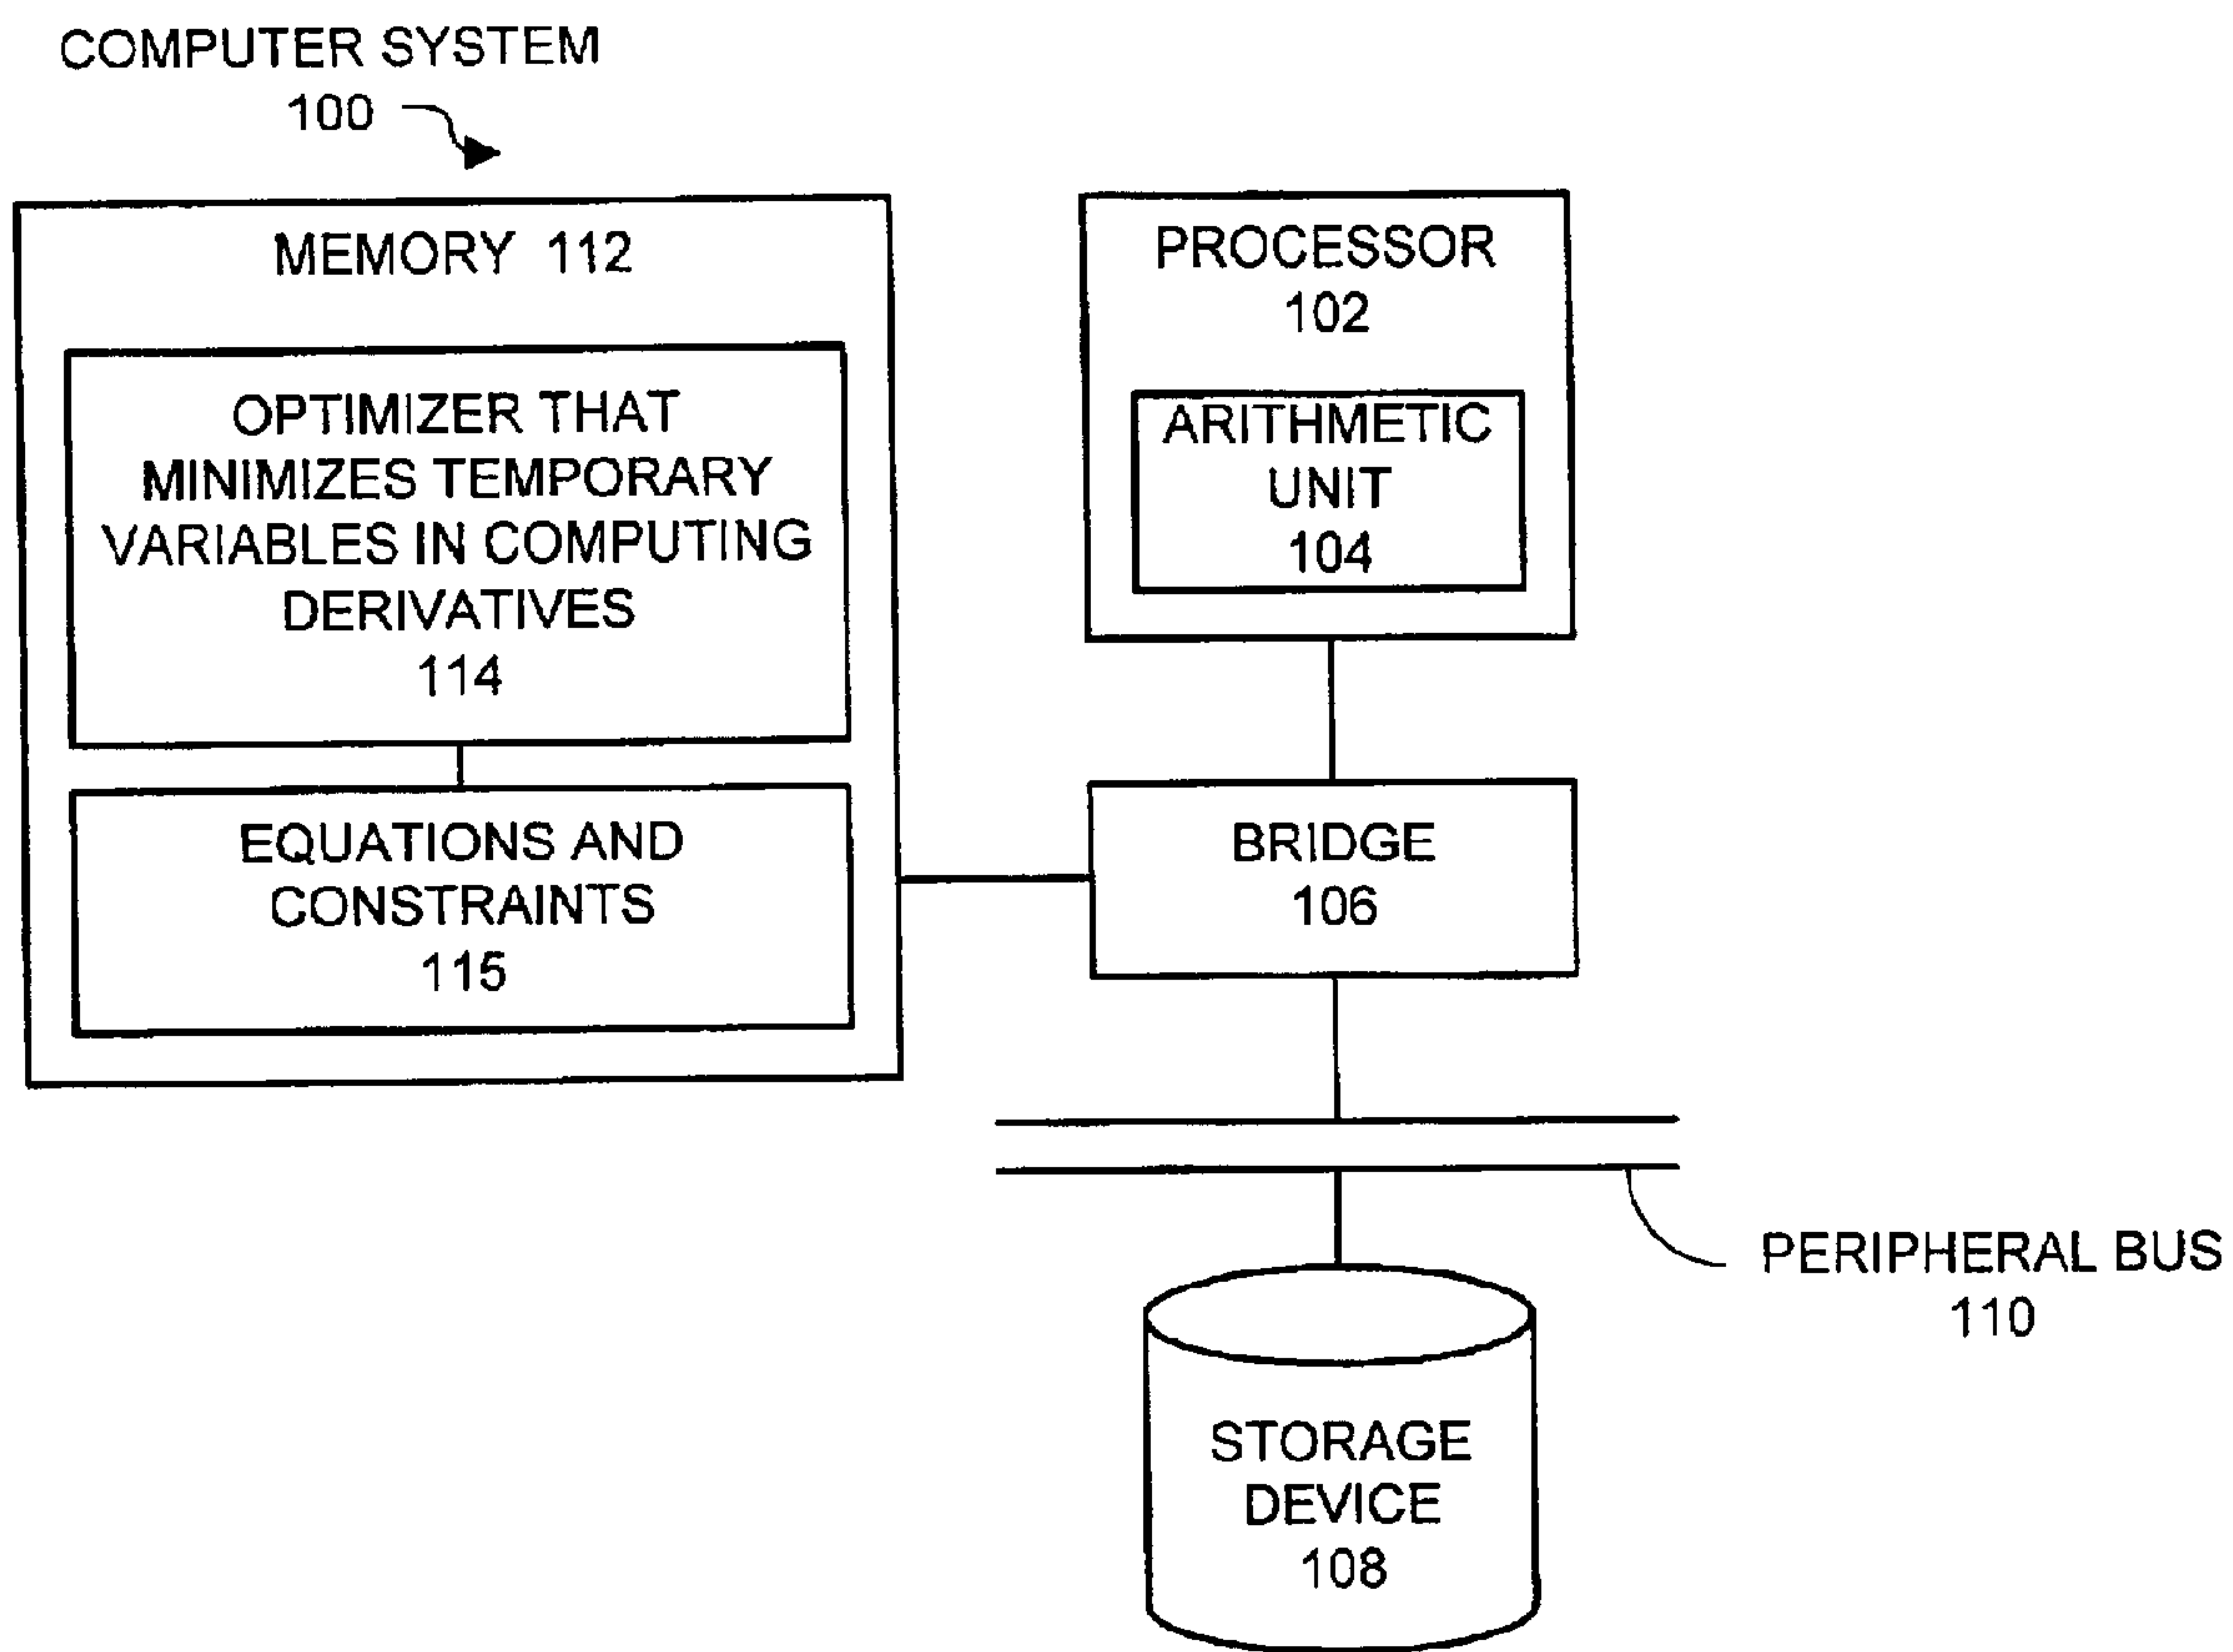 COMPUTER SYSTEM
100
MEMORY 112
OPTIMIZER THAT
MINIMIZES TEMPORARY
VARIABLES IN COMPUTING
DERIVATIVES
114
EQUATIONS AND
CONSTRAINTS
115
PROCESSOR
102
ARITHMETIC
UNIT
104
BRIDGE
106
PERIPHERAL BUS
110
STORAGE
DEVICE
108